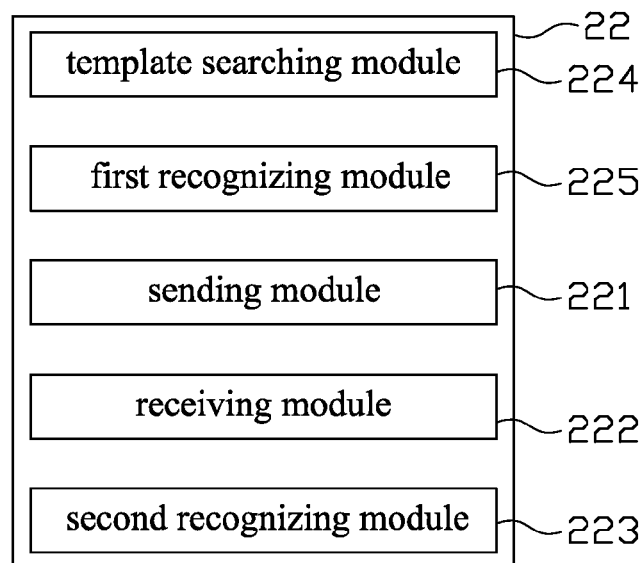 22
template searching module
224
first recognizing module
225
sending module
221
receiving module
222
second recognizing module
223